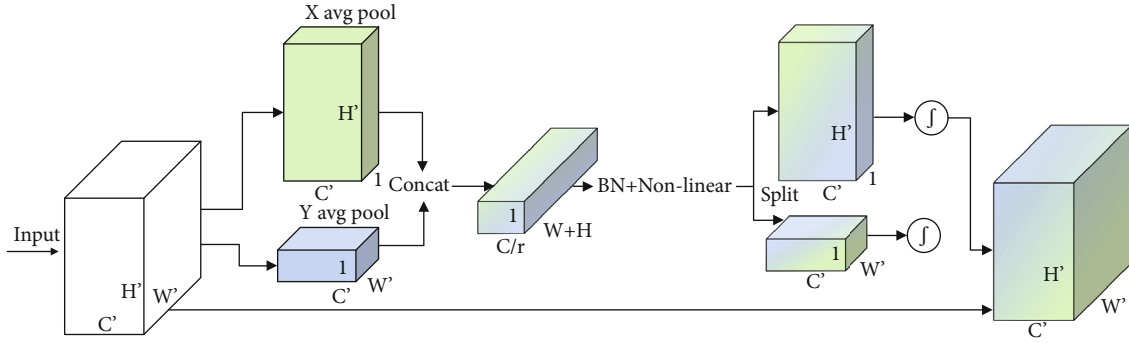 Input
H'
W'
C'
X avg pool
H'
1
C'
Y avg pool
1
C'
W'
Concat
1
C/r
W+H
BN+Non-linear
Split
H'
C'
1
∫
1
C'
W'
∫
H'
C'
W'